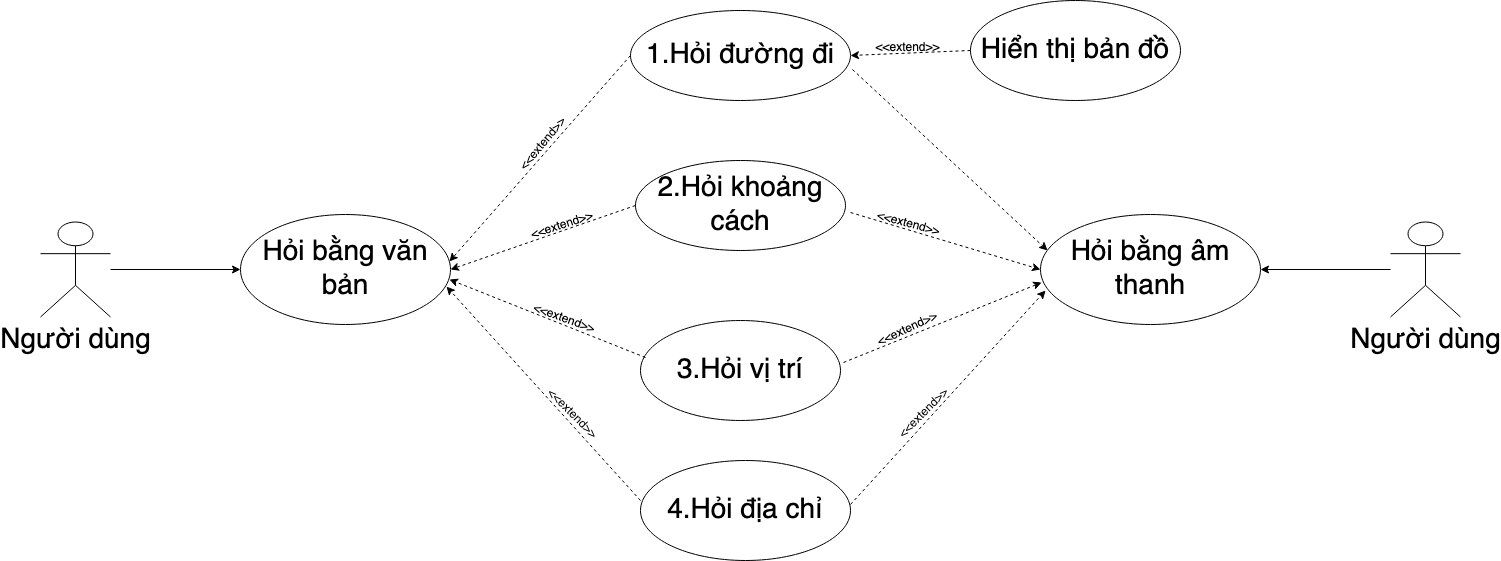 1.Hỏi đường đi
<<extend>>
Hiển thị bản đồ
<<extend>>
2.Hỏi khoảng
cách
<<extend>>
<<extend>>
Hỏi bằng văn
bản
Hỏi bằng âm
thanh
Người dùng
Người dùng
<<extend>>
<<extend>>
3.Hỏi vị trí
<<extend>>
<<extend>>
4.Hỏi địa chỉ